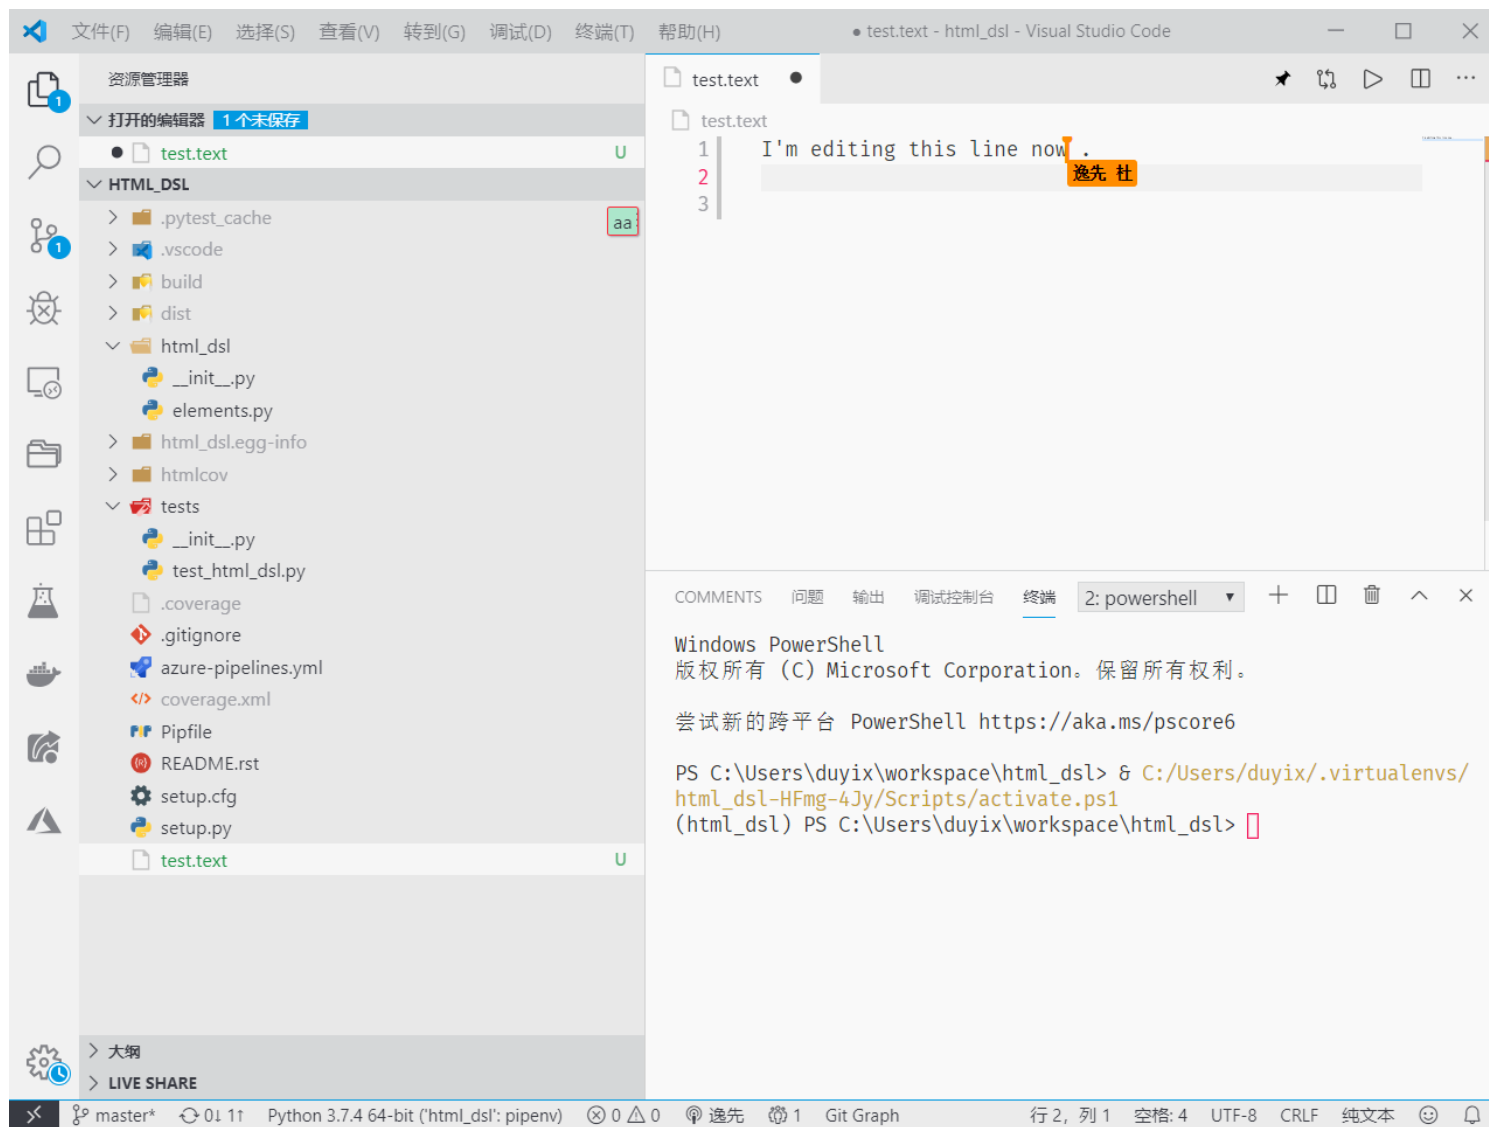 文件(F) 编辑(E) 选择(S) 查看(V) 转到(G) 调试(D) 终端(T) 帮助(H) ● test.text - html_dsl - Visual Studio Code
资源管理器
打开的编辑器 1 个未保存
test.text U
HTML_DSL
.pytest_cache
aa
.vscode
build
dist
html_dsl
__init__.py
elements.py
html_dsl.egg-info
htmlcov
tests
__init__.py
test_html_dsl.py
.coverage
.gitignore
azure-pipelines.yml
coverage.xml
Pipfile
README.rst
setup.cfg
setup.py
test.text U
大纲
LIVE SHARE
1
1
test.text
test.text
1 I'm editing this line now .
逸先 杜
2
3
COMMENTS 问题 输出 调试控制台 终端 2: powershell
Windows PowerShell
版权所有 (C) Microsoft Corporation。保留所有权利。
尝试新的跨平台 PowerShell https://aka.ms/pscore6
PS C:\Users\duyix\workspace\html_dsl> & C:/Users/duyix/.virtualenvs/
html_dsl-HFmg-4Jy/Scripts/activate.ps1
(html_dsl) PS C:\Users\duyix\workspace\html_dsl>
master* 0↓ 1↑ Python 3.7.4 64-bit ('html_dsl': pipenv) 0 0 逸先 1 Git Graph 行 2，列 1 空格: 4 UTF-8 CRLF 纯文本